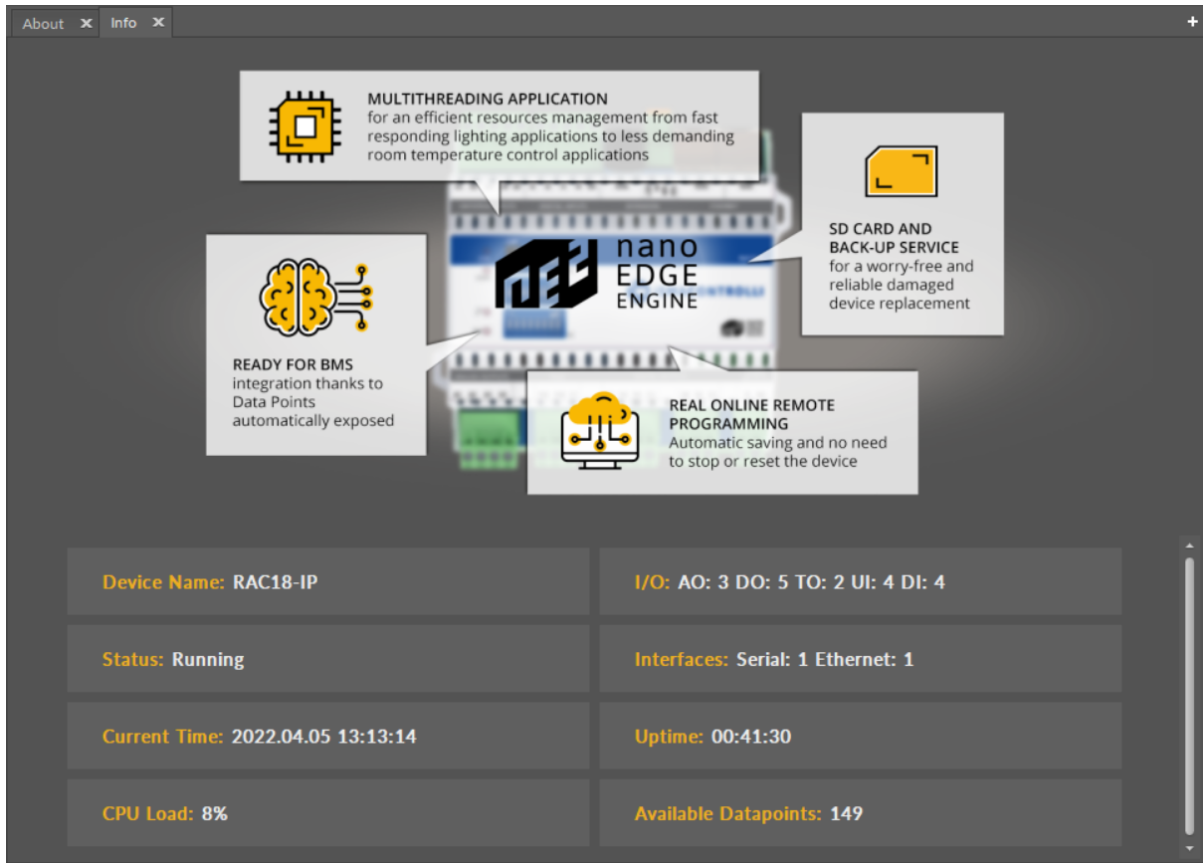 About
Info
MULTITHREADING APPLICATION
for an efficient resources management from fast
responding lighting applications to less demanding
room temperature control applications
SD CARD AND
BACK-UP SERVICE
for a worry-free and
reliable damaged
device replacement
nano
EDGE
ENGINE
READY FOR BMS
integration thanks to
Data Points
automatically exposed
REAL ONLINE REMOTE
PROGRAMMING
Automatic saving and no need
to stop or reset the device
Device Name: RAC18-IP
I/O: AO: 3 DO: 5 TO: 2 UI: 4 DI: 4
Status: Running
Interfaces: Serial: 1 Ethernet: 1
Current Time: 2022.04.05 13:13:14
Uptime: 00:41:30
CPU Load: 8%
Available Datapoints: 149